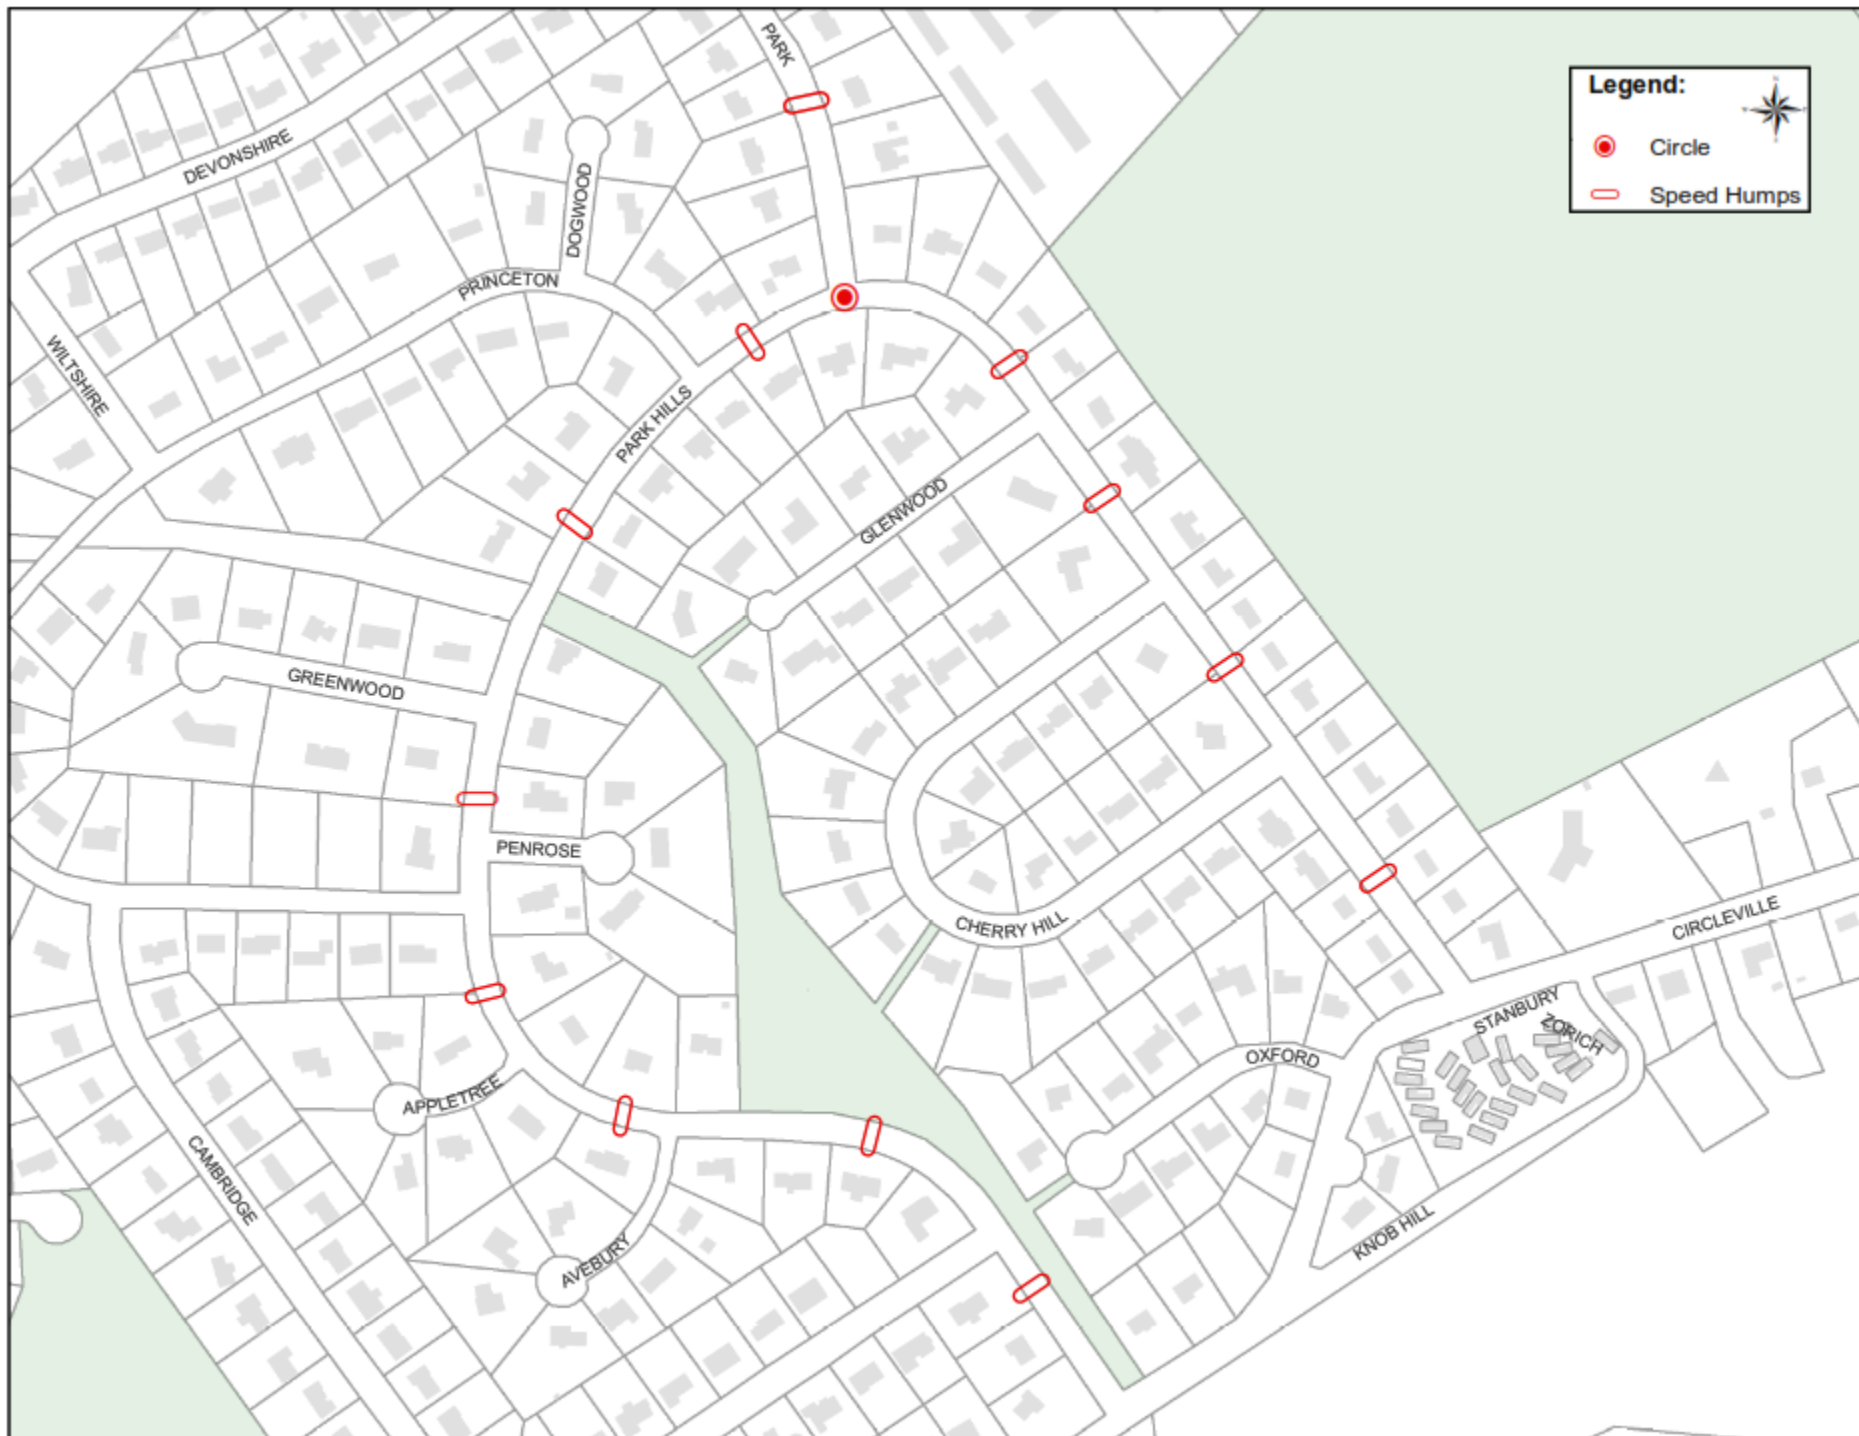 PARK
Legend:
Circle
Speed Humps
DEVONSHIRE
DOGWOOD
PRINCETON
WILTSHIRE
PARK HILLS
GLENWOOD
GREENWOOD
PENROSE
CHERRY HILL
CIRCLEVILLE
STANBURY
ZORICH
OXFORD
APPLETREE
CAMBRIDGE
AVEBURY
KNOB HILL